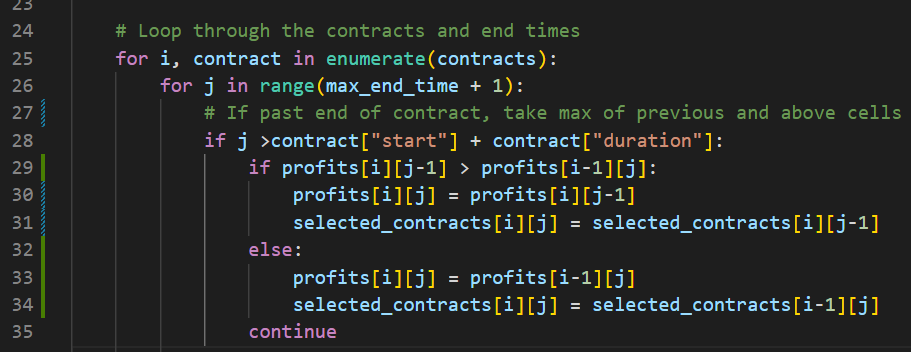 23
24 # Loop through the contracts and end times
25 for i, contract in enumerate(contracts):
26 for j in range(max_end_time + 1):
27 # If past end of contract, take max of previous and above cells
28 if j >contract["start"] + contract["duration"]:
29 if profits[i][j-1] > profits[i-1][j]:
30 profits[i][j] = profits[i][j-1]
31 selected_contracts[i][j] = selected_contracts[i][j-1]
32 else:
33 profits[i][j] = profits[i-1][j]
34 selected_contracts[i][j] = selected_contracts[i-1][j]
35 continue